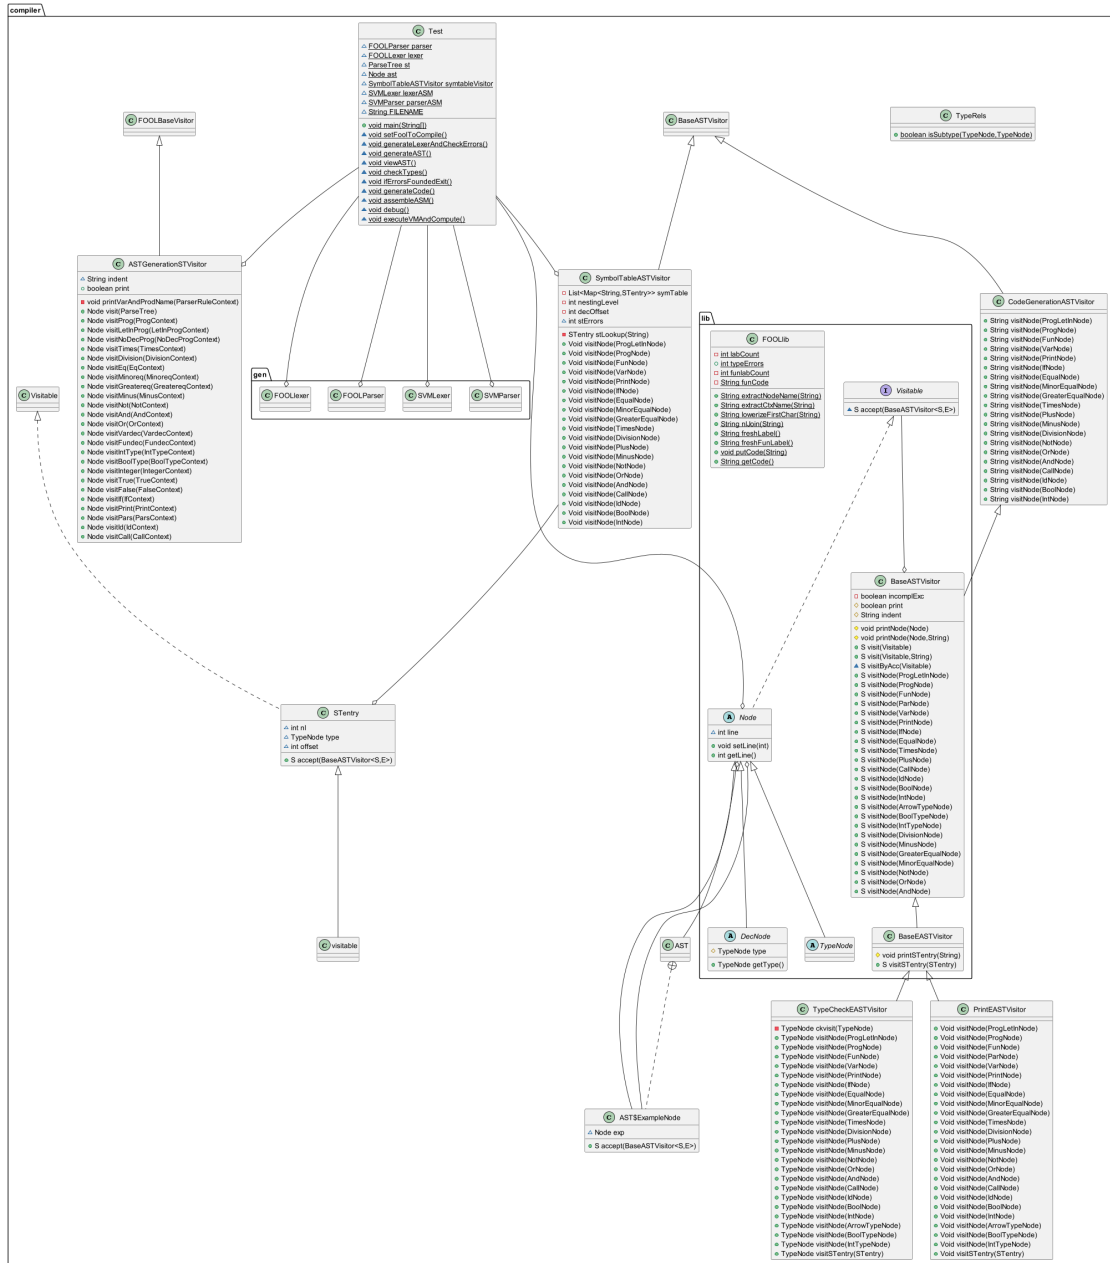 compiler
C Test
FOOLParser parser
FOOLLexer lexer
ParseTree st
Node ast
SymbolTableASTVisitor symtableVisitor
SVMLexer lexerASM
SVMParser parserASM
String FILENAME
void main(String[])
void setFoolToCompile()
void generateLexerAndCheckErrors()
void generateAST()
void viewAST()
void checkTypes()
void ifErrorsFoundedExit()
void generateCode()
void assembleASM()
void debug()
void executeVMAndCompute()
C FOOLBaseVisitor
C BaseASTVisitor
C TypeRels
boolean isSubtype(TypeNode,TypeNode)
C ASTGenerationSTVisitor
String indent
boolean print
void printVarAndProdName(ParserRuleContext)
Node visit(ParseTree)
Node visitProg(ProgContext)
Node visitLetInProg(LetInProgContext)
Node visitNoDecProg(NoDecProgContext)
Node visitTimes(TimesContext)
Node visitDivision(DivisionContext)
Node visitEq(EqContext)
Node visitMinoreq(MinoreqContext)
Node visitGreatereq(GreatereqContext)
Node visitMinus(MinusContext)
Node visitNot(NotContext)
Node visitAnd(AndContext)
Node visitOr(OrContext)
Node visitVardec(VardecContext)
Node visitFundec(FundecContext)
Node visitIntType(IntTypeContext)
Node visitBoolType(BoolTypeContext)
Node visitInteger(IntegerContext)
Node visitTrue(TrueContext)
Node visitFalse(FalseContext)
Node visitIf(IfContext)
Node visitPrint(PrintContext)
Node visitPars(ParsContext)
Node visitId(IdContext)
Node visitCall(CallContext)
C SymbolTableASTVisitor
List<Map<String,STentry>> symTable
int nestingLevel
int decOffset
int stErrors
STentry stLookup(String)
Void visitNode(ProgLetInNode)
Void visitNode(ProgNode)
Void visitNode(FunNode)
Void visitNode(VarNode)
Void visitNode(PrintNode)
Void visitNode(IfNode)
Void visitNode(EqualNode)
Void visitNode(MinorEqualNode)
Void visitNode(GreaterEqualNode)
Void visitNode(TimesNode)
Void visitNode(DivisionNode)
Void visitNode(PlusNode)
Void visitNode(MinusNode)
Void visitNode(NotNode)
Void visitNode(OrNode)
Void visitNode(AndNode)
Void visitNode(CallNode)
Void visitNode(IdNode)
Void visitNode(BoolNode)
Void visitNode(IntNode)
C CodeGenerationASTVisitor
String visitNode(ProgLetInNode)
String visitNode(ProgNode)
String visitNode(FunNode)
String visitNode(VarNode)
String visitNode(PrintNode)
String visitNode(IfNode)
String visitNode(EqualNode)
String visitNode(MinorEqualNode)
String visitNode(GreaterEqualNode)
String visitNode(TimesNode)
String visitNode(PlusNode)
String visitNode(MinusNode)
String visitNode(DivisionNode)
String visitNode(NotNode)
String visitNode(OrNode)
String visitNode(AndNode)
String visitNode(CallNode)
String visitNode(IdNode)
String visitNode(BoolNode)
String visitNode(IntNode)
gen
C FOOLlexer
C FOOLParser
C SVMLexer
C SVMParser
C Visitable
lib
C FOOLlib
int labCount
int typeErrors
int funlabCount
String funCode
String extractNodeName(String)
String extractCtxName(String)
String lowerizeFirstChar(String)
String nlJoin(String)
String freshLabel()
String freshFunLabel()
void putCode(String)
String getCode()
I Visitable
S accept(BaseASTVisitor<S,E>)
C BaseASTVisitor
boolean incomplExc
boolean print
String indent
void printNode(Node)
void printNode(Node,String)
S visit(Visitable)
S visit(Visitable,String)
S visitByAcc(Visitable)
S visitNode(ProgLetInNode)
S visitNode(ProgNode)
S visitNode(FunNode)
S visitNode(ParNode)
S visitNode(VarNode)
S visitNode(PrintNode)
S visitNode(IfNode)
S visitNode(EqualNode)
S visitNode(TimesNode)
S visitNode(PlusNode)
S visitNode(CallNode)
S visitNode(IdNode)
S visitNode(BoolNode)
S visitNode(IntNode)
S visitNode(ArrowTypeNode)
S visitNode(BoolTypeNode)
S visitNode(IntTypeNode)
S visitNode(DivisionNode)
S visitNode(MinusNode)
S visitNode(GreaterEqualNode)
S visitNode(MinorEqualNode)
S visitNode(NotNode)
S visitNode(OrNode)
S visitNode(AndNode)
C STentry
int nl
TypeNode type
int offset
S accept(BaseASTVisitor<S,E>)
A Node
int line
void setLine(int)
int getLine()
C visitable
C AST
A DecNode
TypeNode type
TypeNode getType()
A TypeNode
C BaseEASTVisitor
void printSTentry(String)
S visitSTentry(STentry)
C TypeCheckEASTVisitor
TypeNode ckvisit(TypeNode)
TypeNode visitNode(ProgLetInNode)
TypeNode visitNode(ProgNode)
TypeNode visitNode(FunNode)
TypeNode visitNode(VarNode)
TypeNode visitNode(PrintNode)
TypeNode visitNode(IfNode)
TypeNode visitNode(EqualNode)
TypeNode visitNode(MinorEqualNode)
TypeNode visitNode(GreaterEqualNode)
TypeNode visitNode(TimesNode)
TypeNode visitNode(DivisionNode)
TypeNode visitNode(PlusNode)
TypeNode visitNode(MinusNode)
TypeNode visitNode(NotNode)
TypeNode visitNode(OrNode)
TypeNode visitNode(AndNode)
TypeNode visitNode(CallNode)
TypeNode visitNode(IdNode)
TypeNode visitNode(BoolNode)
TypeNode visitNode(IntNode)
TypeNode visitNode(ArrowTypeNode)
TypeNode visitNode(BoolTypeNode)
TypeNode visitNode(IntTypeNode)
TypeNode visitSTentry(STentry)
C PrintEASTVisitor
Void visitNode(ProgLetInNode)
Void visitNode(ProgNode)
Void visitNode(FunNode)
Void visitNode(ParNode)
Void visitNode(VarNode)
Void visitNode(PrintNode)
Void visitNode(IfNode)
Void visitNode(EqualNode)
Void visitNode(MinorEqualNode)
Void visitNode(GreaterEqualNode)
Void visitNode(TimesNode)
Void visitNode(DivisionNode)
Void visitNode(PlusNode)
Void visitNode(MinusNode)
Void visitNode(NotNode)
Void visitNode(OrNode)
Void visitNode(AndNode)
Void visitNode(CallNode)
Void visitNode(IdNode)
Void visitNode(BoolNode)
Void visitNode(IntNode)
Void visitNode(ArrowTypeNode)
Void visitNode(BoolTypeNode)
Void visitNode(IntTypeNode)
Void visitSTentry(STentry)
C AST$ExampleNode
Node exp
S accept(BaseASTVisitor<S,E>)